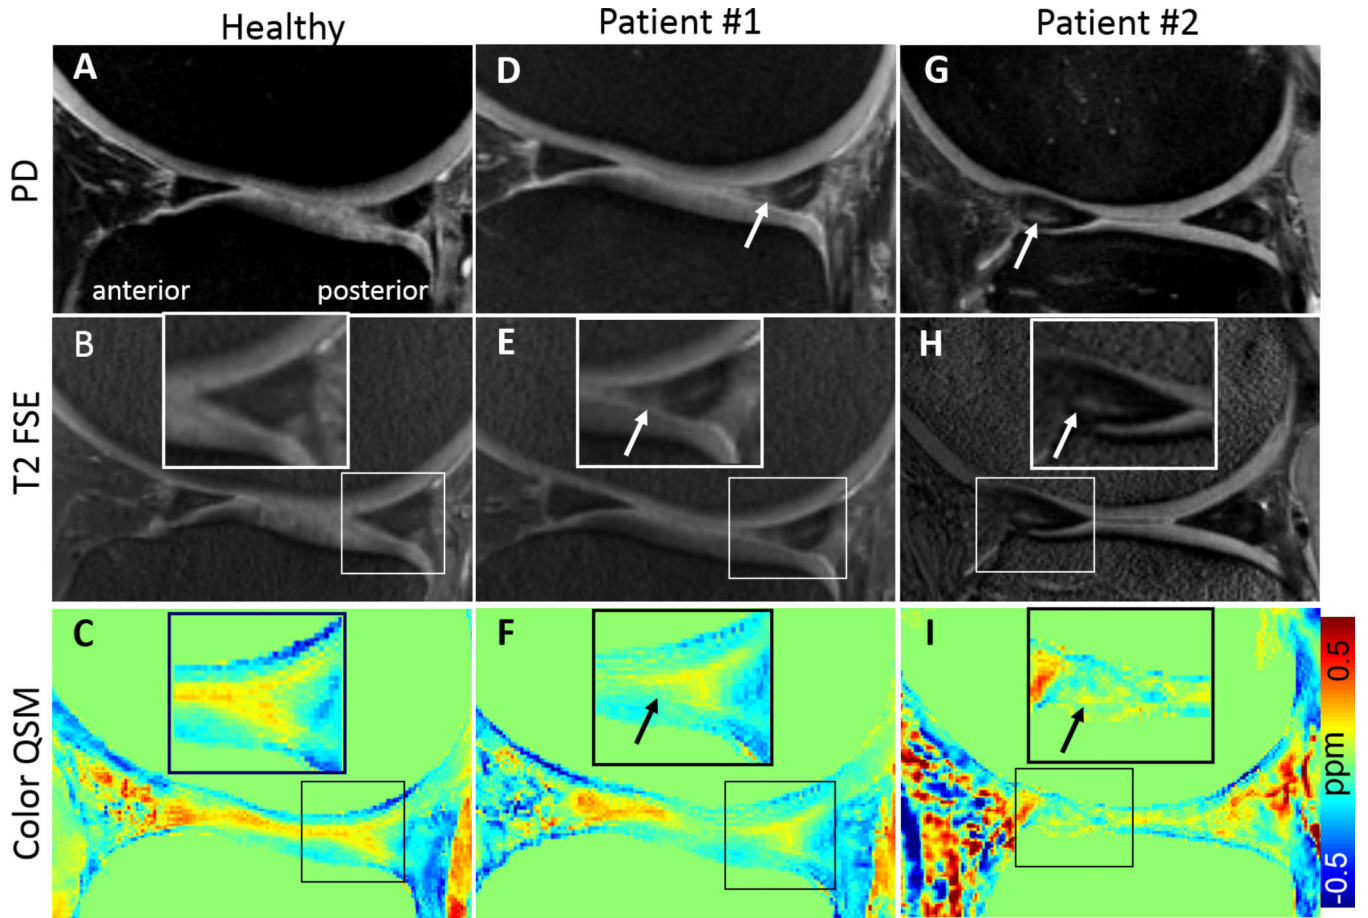 Healthy
Patient #1
Patient #2
PD
A
D
G
anterior
posterior
T2 FSE
B
E
H
Color QSM
C
F
I
0.5
ppm
-0.5